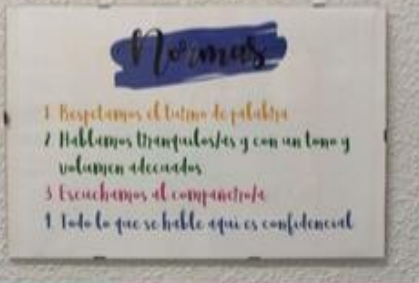 Normas
1 Respetamos el turno de palabra
2 Hablamos tranquilos/as y con un tono y
volumen adecuados
3 Escuchamos al compañero/a
4 Todo lo que se hable aquí es confidencial